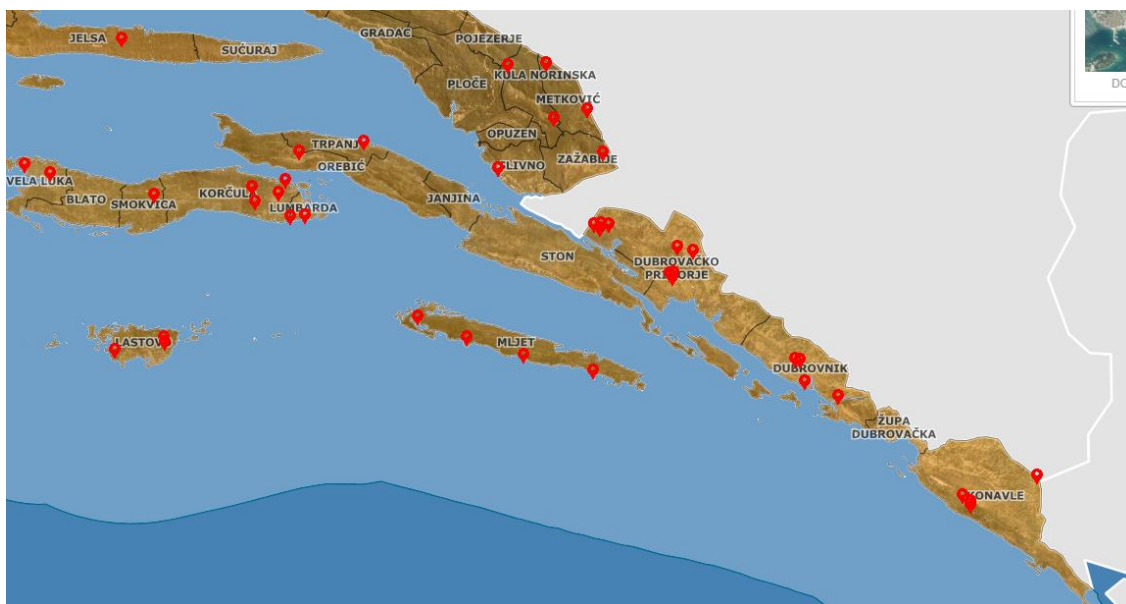 JELSA
SUĆURAJ
GRADAC
POJEZERJE
PLOČE
KULA NORINSKA
METKOVIĆ
OPUZEN
SLIVNO
ZAŽABLJE
TRPANJ
OREBIĆ
JANJINA
VELA LUKA
BLATO
SMOKVICA
KORČULA
LUMBARDA
STON
DUBROVAČKO
PRIMORJE
LASTOVO
MLJET
DUBROVNIK
ŽUPA
DUBROVAČKA
KONAVLE
DO